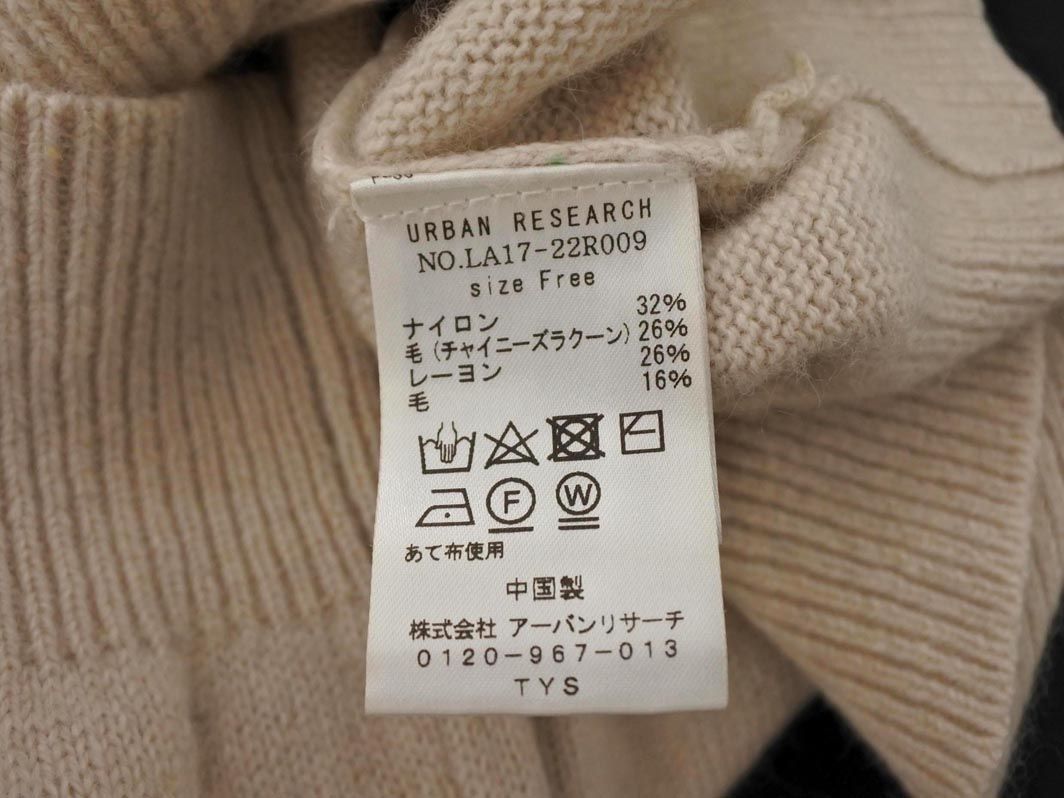 URBAN RESEARCH
NO.LA17-22R009
size Free
ナイロン 32%
毛(チャイニーズラクーン) 26%
レーヨン 26%
毛 16%
F
W
あて布使用
中国製
株式会社 アーバンリサーチ
0120-967-013
TYS